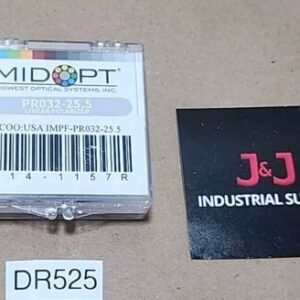 MIDOPT
MIDWEST OPTICAL SYSTEMS, INC.
PR032-25.5
LINEAR POLARIZER
COO:USA IMPF-PR032-25.5
14-1157R
J&J
INDUSTRIAL SU
DR525